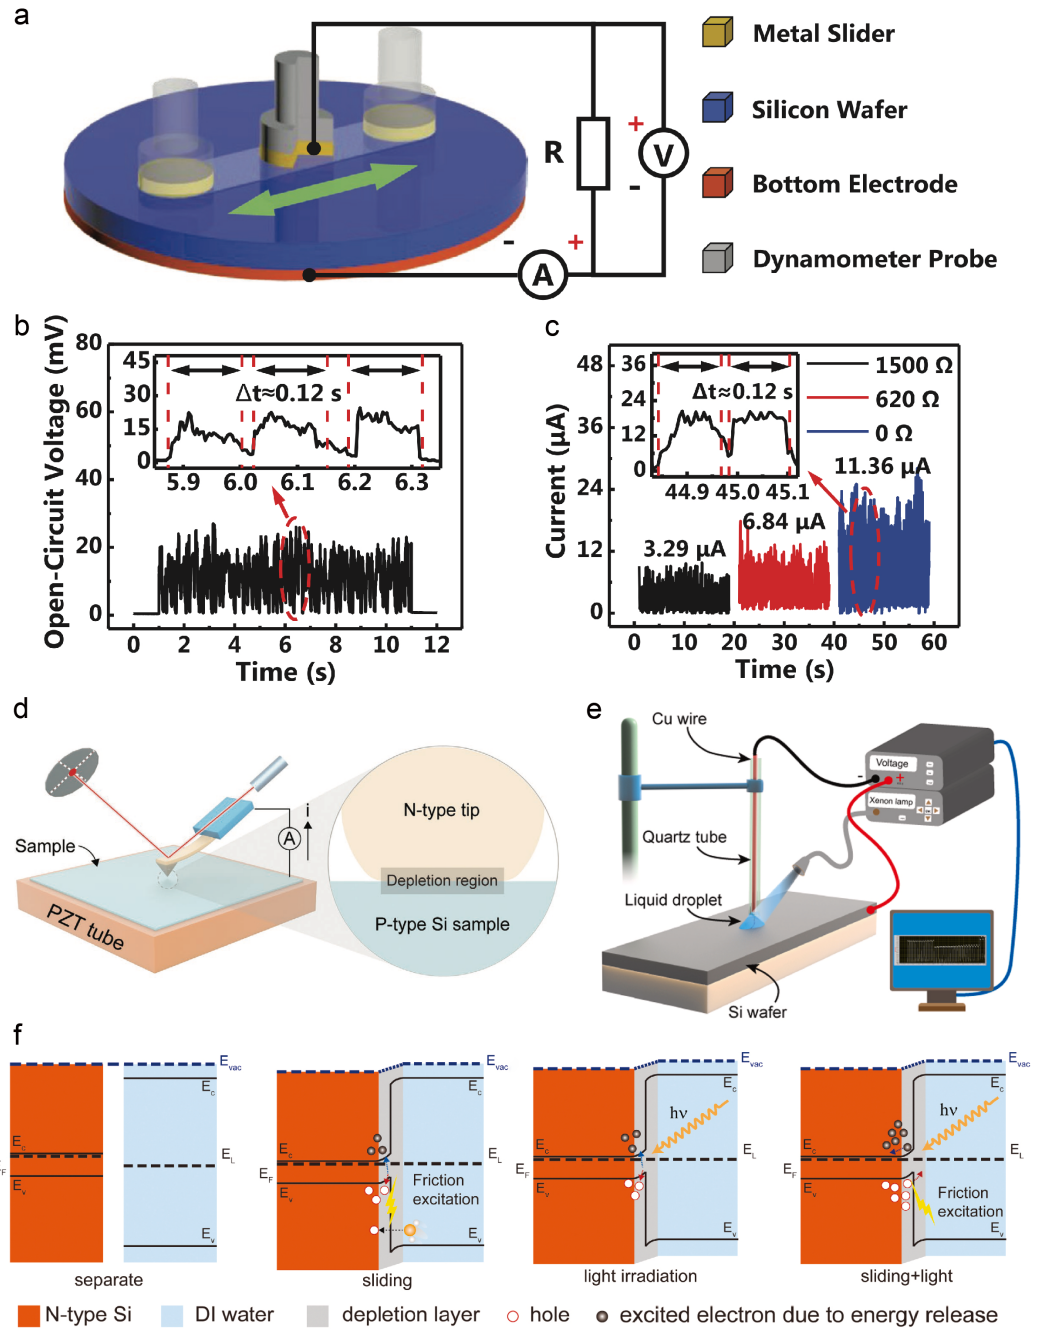 a
Metal Slider
Silicon Wafer
Bottom Electrode
Dynamometer Probe
R
+
V
-
- +
A
b
Open-Circuit Voltage (mV)
80
60
40
20
0
45
30
15
0
Δt≈0.12 s
5.9 6.0 6.1 6.2 6.3
0 2 4 6 8 10 12
Time (s)
c
Current (μA)
48
36
24
12
0
36
24
12
0
Δt≈0.12 s
44.9 45.0 45.1
1500 Ω
620 Ω
0 Ω
11.36 μA
6.84 μA
3.29 μA
0 10 20 30 40 50 60
Time (s)
d
Sample
PZT tube
A
i
N-type tip
Depletion region
P-type Si sample
e
Cu wire
Quartz tube
Liquid droplet
Si wafer
Voltage
- +
Xenon lamp
f
Evac
Ec
Ec
EL
EF
Ev
Ev
separate
Evac
Ec
Ec
EL
EF
Ev
Friction
excitation
Ev
sliding
Evac
Ec
hν
Ec
EL
EF
Ev
Ev
light irradiation
Evac
Ec
hν
Ec
EL
EF
Ev
Friction
excitation
Ev
sliding+light
N-type Si DI water depletion layer hole excited electron due to energy release